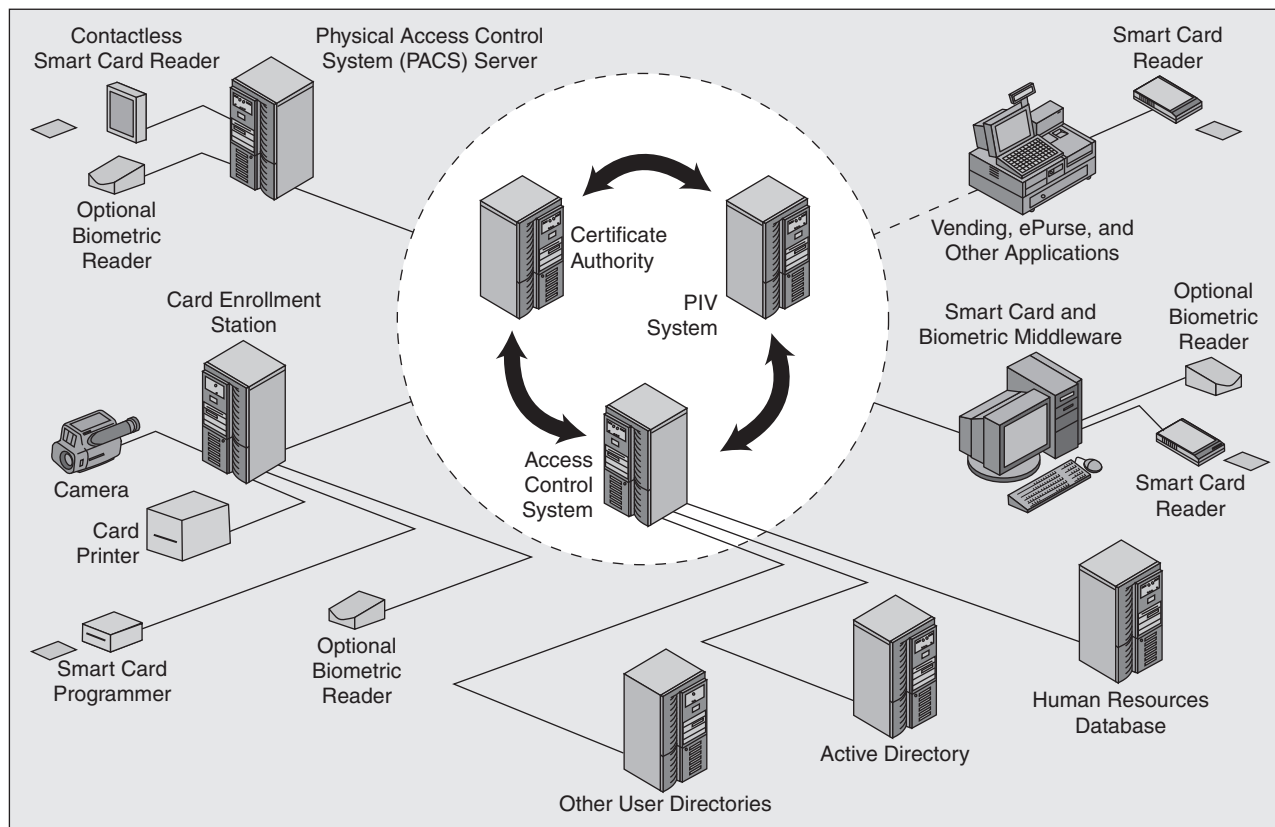 Contactless
Smart Card Reader
Physical Access Control
System (PACS) Server
Smart Card
Reader
Optional
Biometric
Reader
Certificate
Authority
PIV
System
Vending, ePurse, and
Other Applications
Card Enrollment
Station
Smart Card and
Biometric Middleware
Optional
Biometric
Reader
Camera
Access
Control
System
Smart Card
Reader
Card
Printer
Smart Card
Programmer
Optional
Biometric
Reader
Human Resources
Database
Active Directory
Other User Directories